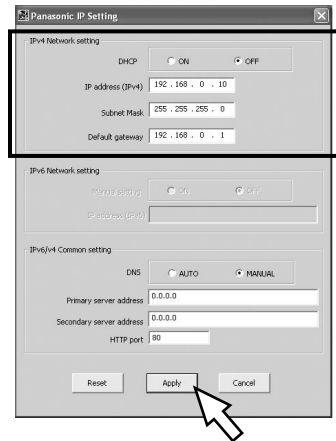 Panasonic IP Setting
IPv4 Network setting
DHCP ON OFF
IP address (IPv4) 192 . 168 . 0 . 10
Subnet Mask 255 . 255 . 255 . 0
Default gateway 192 . 168 . 0 . 1
IPv6 Network setting
Manual setting ON OFF
IP address (IPv6)
IPv6/v4 Common setting
DNS AUTO MANUAL
Primary server address 0.0.0.0
Secondary server address 0.0.0.0
HTTP port 80
Reset Apply Cancel